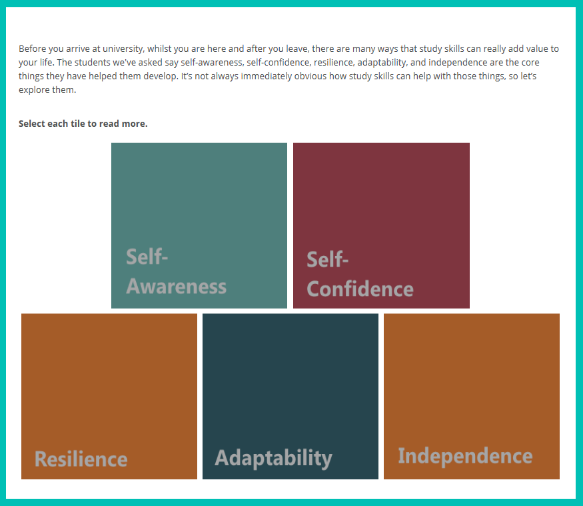 Before you arrive at university, whilst you are here and after you leave, there are many ways that study skills can really add value to
your life. The students we've asked say self-awareness, self-confidence, resilience, adaptability, and independence are the core
things they have helped them develop. It's not always immediately obvious how study skills can help with those things, so let's
explore them.
Select each tile to read more.
Self-
Awareness
Self-
Confidence
Resilience
Adaptability
Independence